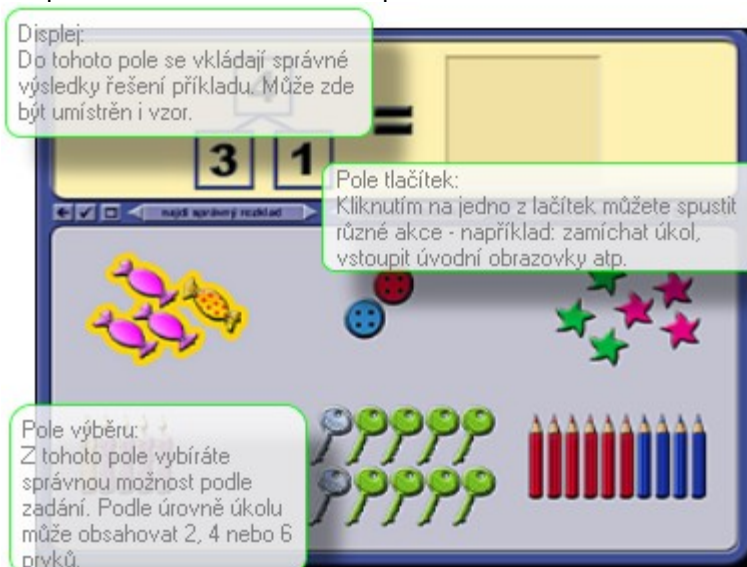 Displej:
Do tohoto pole se vkládají správné
výsledky řešení příkladu. Může zde
být umístrěn i vzor.
4
=
3 1
Pole tlačítek:
Kliknutím na jedno z lačítek můžete spustit
různé akce - například: zamíchat úkol,
vstoupit úvodní obrazovky atp.
najdi správný rozklad
Pole výběru:
Z tohoto pole vybíráte
správnou možnost podle
zadání. Podle úrovně úkolu
může obsahovat 2, 4 nebo 6
prvků.